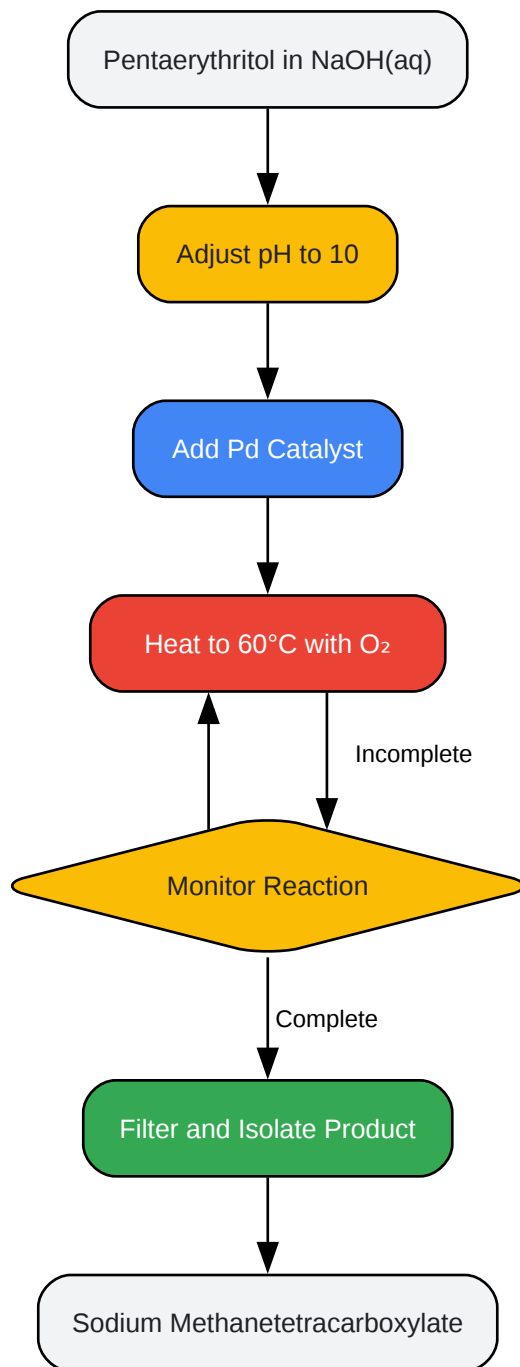 Pentaerythritol in NaOH(aq)
Adjust pH to 10
Add Pd Catalyst
Heat to 60°C with O₂
Incomplete
Monitor Reaction
Complete
Filter and Isolate Product
Sodium Methanetetracarboxylate